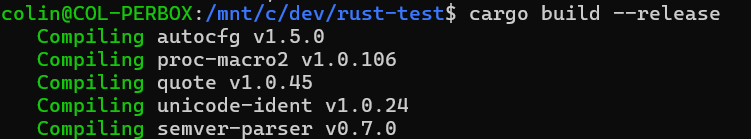 colin@COL-PERBOX:/mnt/c/dev/rust-test$ cargo build --release
Compiling autocfg v1.5.0
Compiling proc-macro2 v1.0.106
Compiling quote v1.0.45
Compiling unicode-ident v1.0.24
Compiling semver-parser v0.7.0